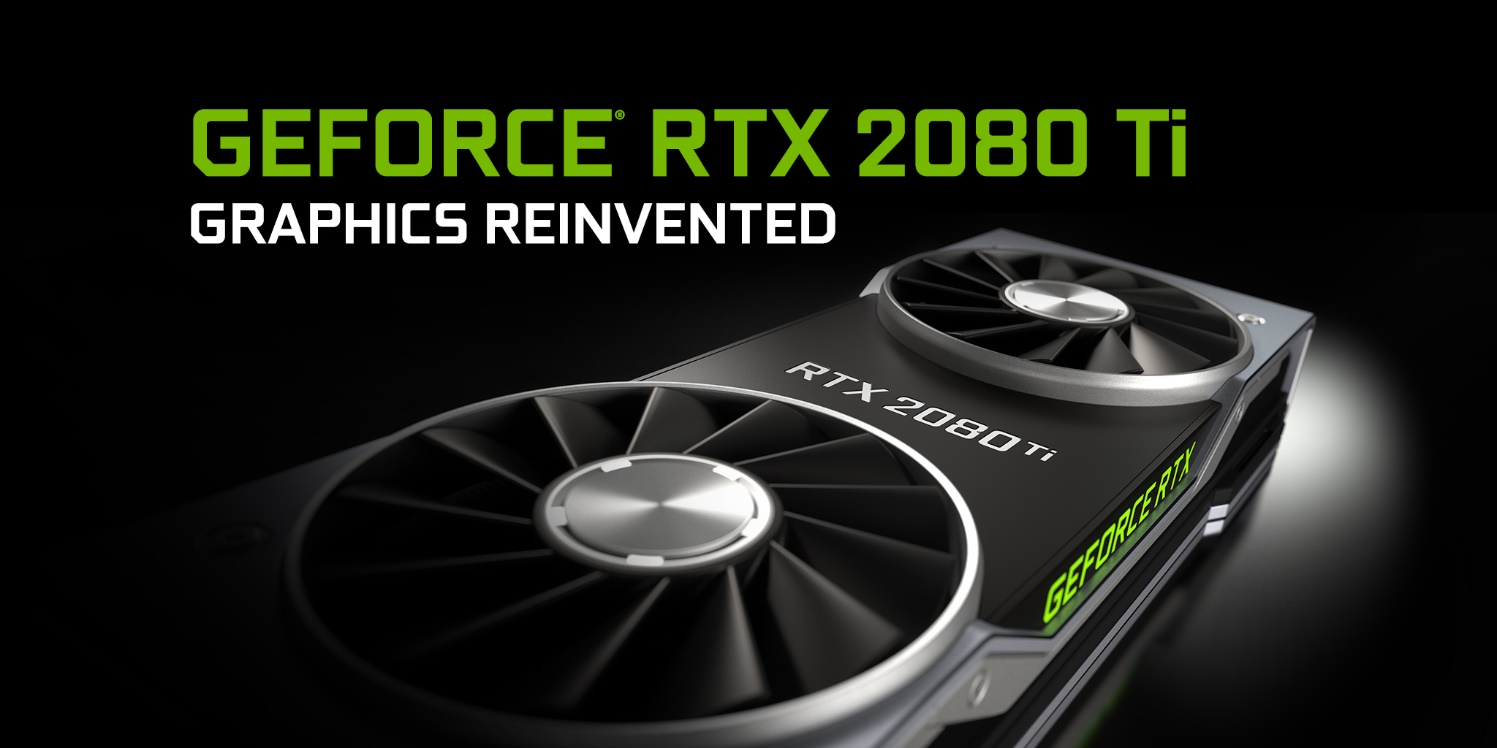 GEFORCE® RTX 2080 Ti
GRAPHICS REINVENTED
RTX 2080 Ti
GEFORCE RTX